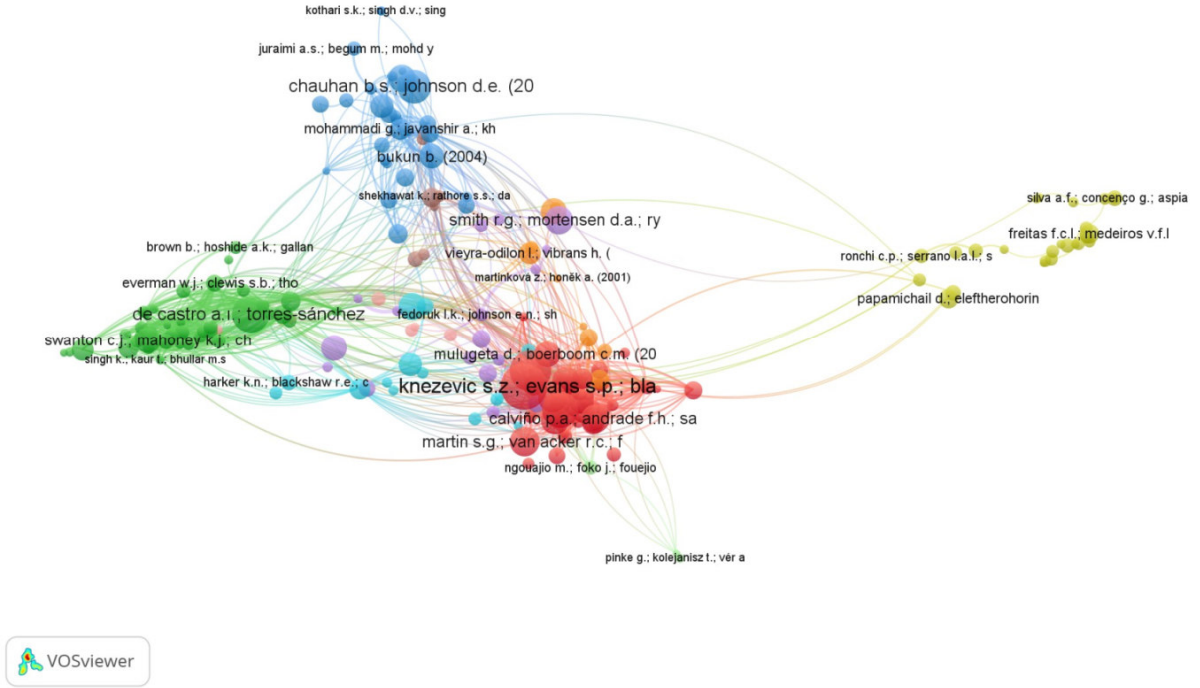 kothari s.k.; singh d.v.; sing
juraimi a.s.; begum m.; mohd y
chauhan b.s.; johnson d.e. (20
mohammadi g.; javanshir a.; kh
bukun b. (2004)
shekhawat k.; rathore s.s.; da
silva a.f.; concenço g.; aspia
smith r.g.; mortensen d.a.; ry
freitas f.c.l.; medeiros v.f.l
brown b.; hoshide a.k.; gallan
vieyra-odilon l.; vibrans h. (
ronchi c.p.; serrano l.a.l.; s
martinková z.; honěk a. (2001)
everman w.j.; clewis s.b.; tho
papamichail d.; eleftherohorin
de castro a.i.; torres-sánchez
fedoruk l.k.; johnson e.n.; sh
swanton c.j.; mahoney k.j.; ch
mulugeta d.; boerboom c.m. (20
singh k.; kaur t.; bhullar m.s
harker k.n.; blackshaw r.e.; c
knezevic s.z.; evans s.p.; bla
calviño p.a.; andrade f.h.; sa
martin s.g.; van acker r.c.; f
ngouajio m.; foko j.; fouejio
pinke g.; kolejanisz t.; vér a
VOSviewer